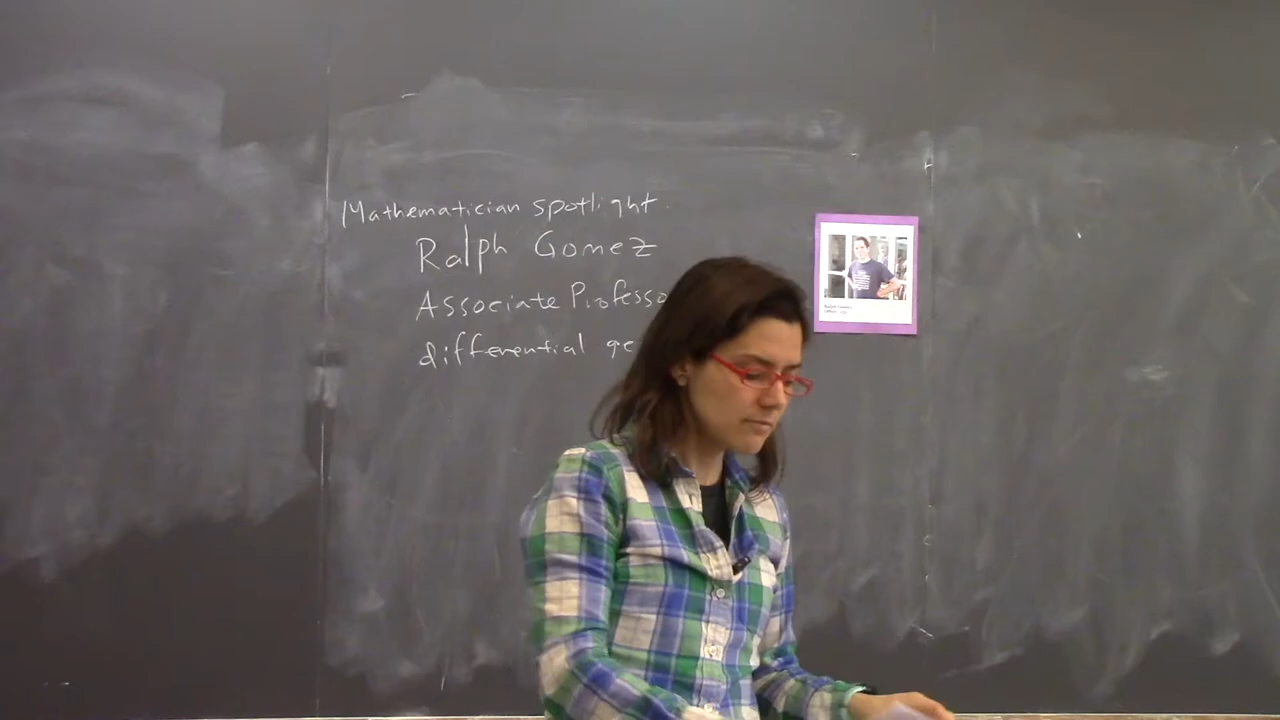 Mathematician spotlight
Ralph Gomez
Associate Professo
differential ge